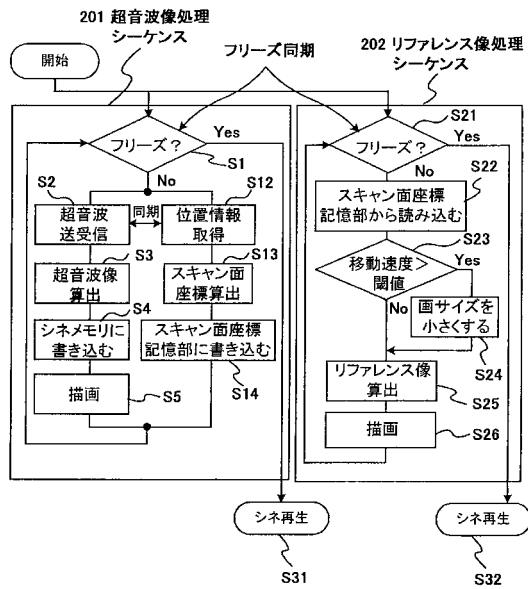 201 超音波像処理
シーケンス
フリーズ同期
202 リファレンス像処理
シーケンス
開始
S21
フリーズ?
Yes
S1
No
フリーズ?
Yes
No
S22
S2
S12
超音波
送受信
同期
位置情報
取得
スキャン面座標
記憶部から読み込む
S23
S3
S13
超音波像
算出
スキャン面
座標算出
移動速度>
閾値
Yes
No
S4
シネメモリに
書き込む
スキャン面座標
記憶部に書き込む
画サイズを
小さくする
S24
S14
S5
描画
リファレンス像
算出
S25
描画
S26
シネ再生
シネ再生
S31
S32